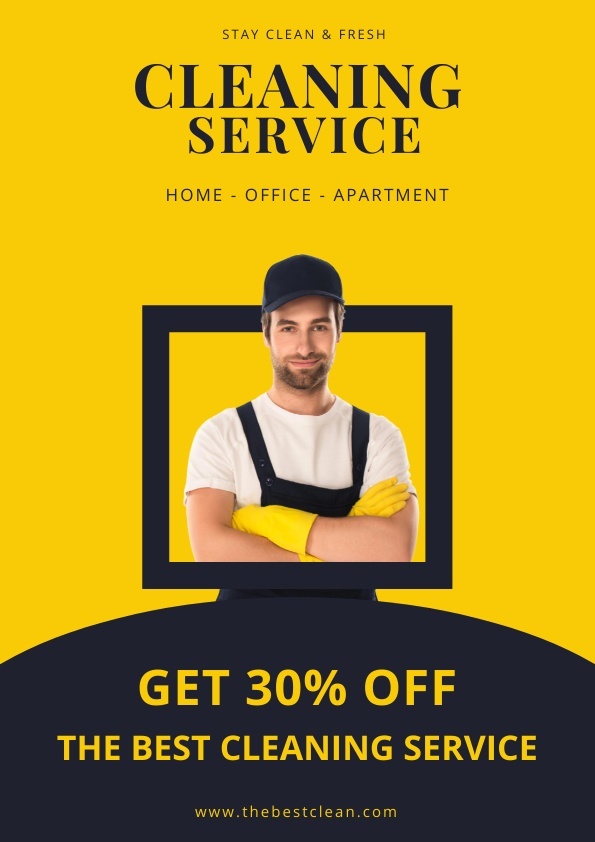 STAY CLEAN & FRESH
CLEANING
SERVICE
HOME - OFFICE - APARTMENT
GET 30% OFF
THE BEST CLEANING SERVICE
www.thebestclean.com